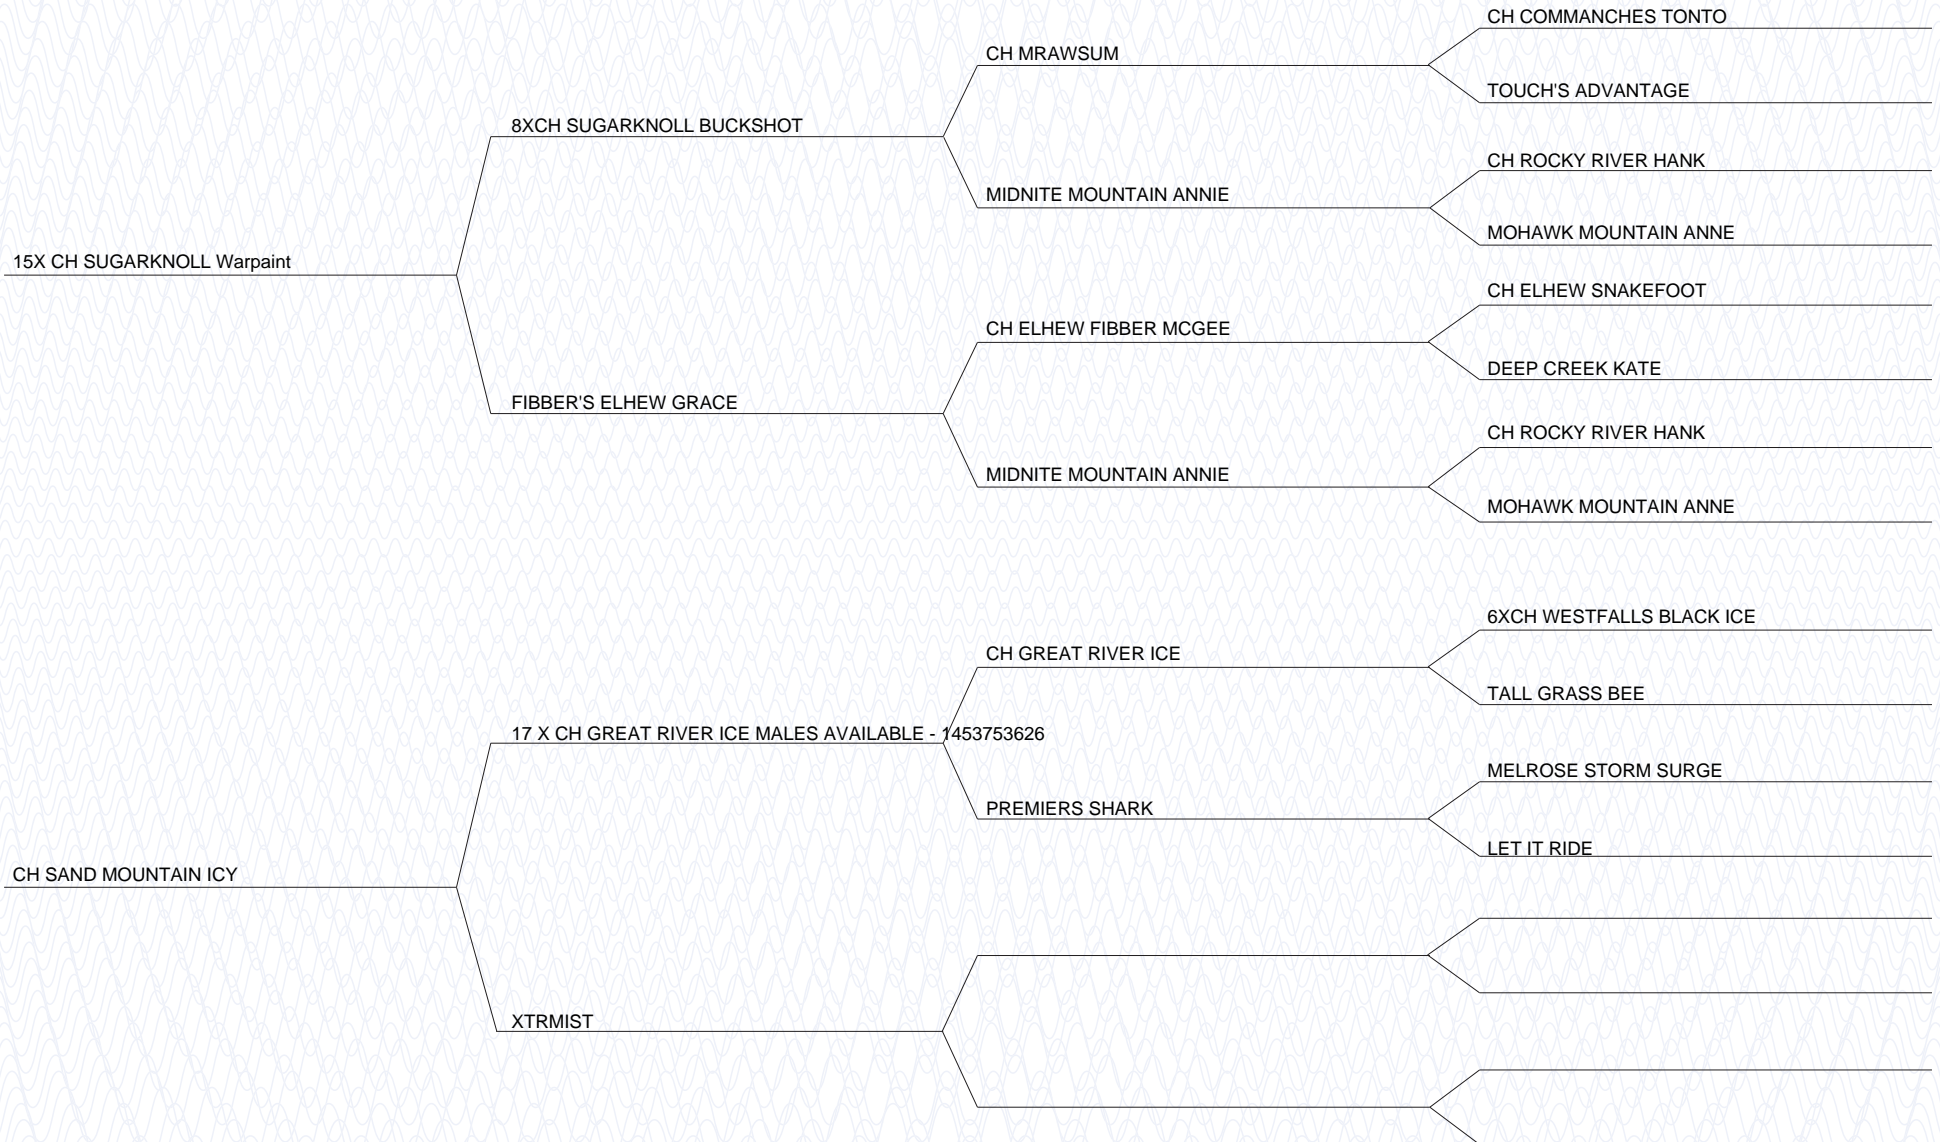 CH COMMANCHES TONTO
CH MRAWSUM
TOUCH'S ADVANTAGE
8XCH SUGARKNOLL BUCKSHOT
CH ROCKY RIVER HANK
MIDNITE MOUNTAIN ANNIE
MOHAWK MOUNTAIN ANNE
15X CH SUGARKNOLL Warpaint
CH ELHEW SNAKEFOOT
CH ELHEW FIBBER MCGEE
DEEP CREEK KATE
FIBBER'S ELHEW GRACE
CH ROCKY RIVER HANK
MIDNITE MOUNTAIN ANNIE
MOHAWK MOUNTAIN ANNE
6XCH WESTFALLS BLACK ICE
CH GREAT RIVER ICE
TALL GRASS BEE
17 X CH GREAT RIVER ICE MALES AVAILABLE - 1453753626
MELROSE STORM SURGE
PREMIERS SHARK
LET IT RIDE
CH SAND MOUNTAIN ICY
XTRMIST